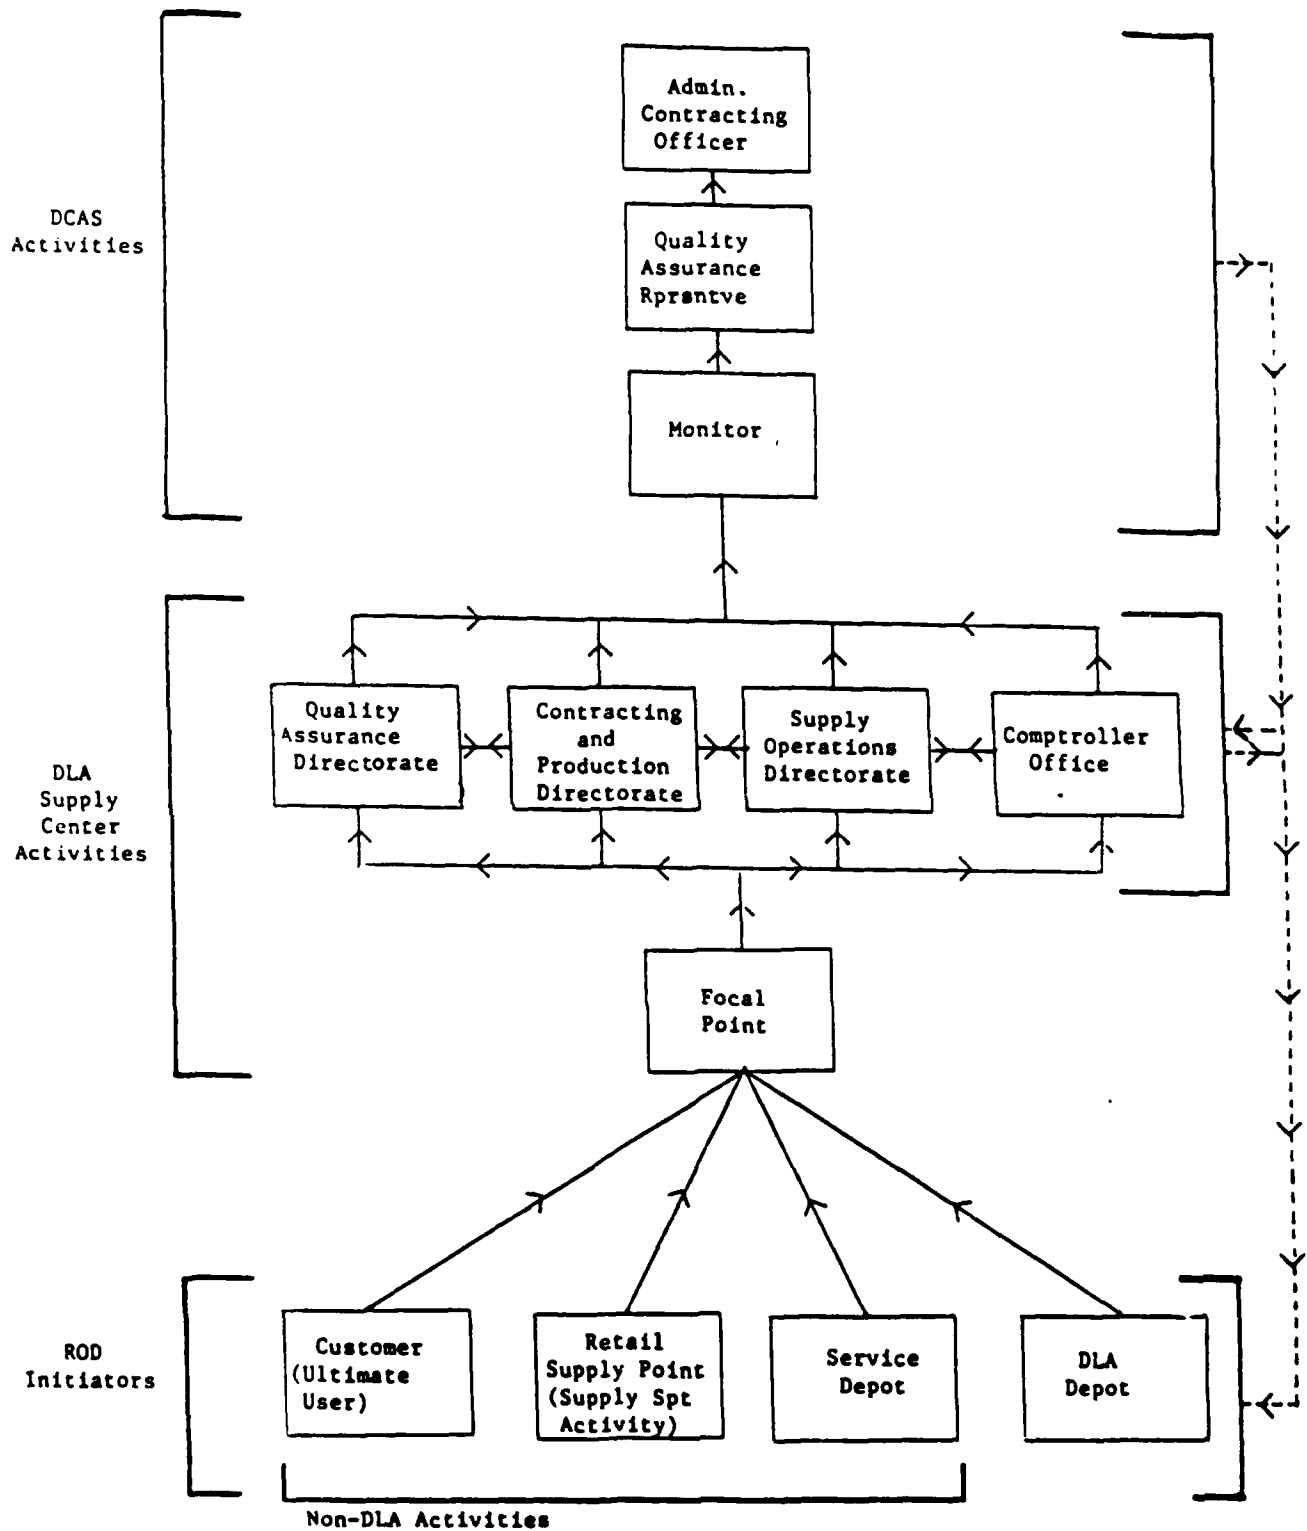 Admin.
Contracting
Officer
DCAS
Activities
Quality
Assurance
Rprsntve
Monitor
DLA
Supply
Center
Activities
Quality
Assurance
Directorate
Contracting
and
Production
Directorate
Supply
Operations
Directorate
Comptroller
Office
Focal
Point
ROD
Initiators
Customer
(Ultimate
User)
Retail
Supply Point
(Supply Spt
Activity)
Service
Depot
DLA
Depot
Non-DLA Activities